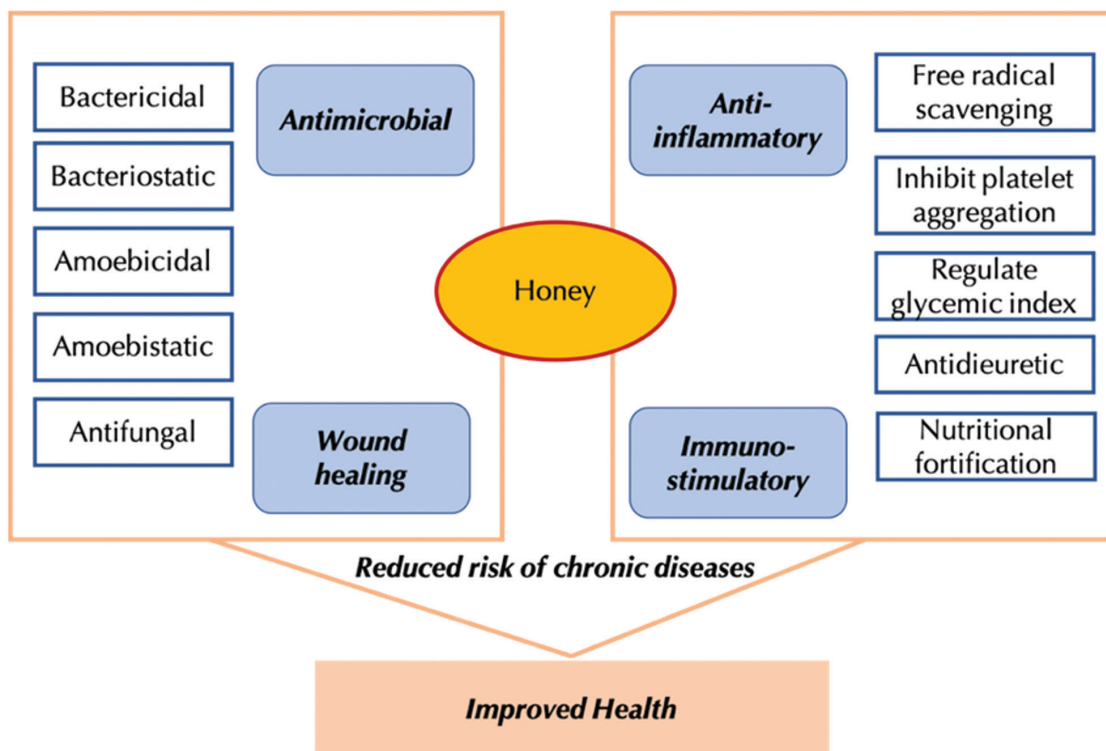 Bactericidal
Bacteriostatic
Amoebicidal
Amoebistatic
Antifungal
Antimicrobial
Wound
healing
Honey
Anti-
inflammatory
Immuno-
stimulatory
Free radical
scavenging
Inhibit platelet
aggregation
Regulate
glycemic index
Antidieuretic
Nutritional
fortification
Reduced risk of chronic diseases
Improved Health